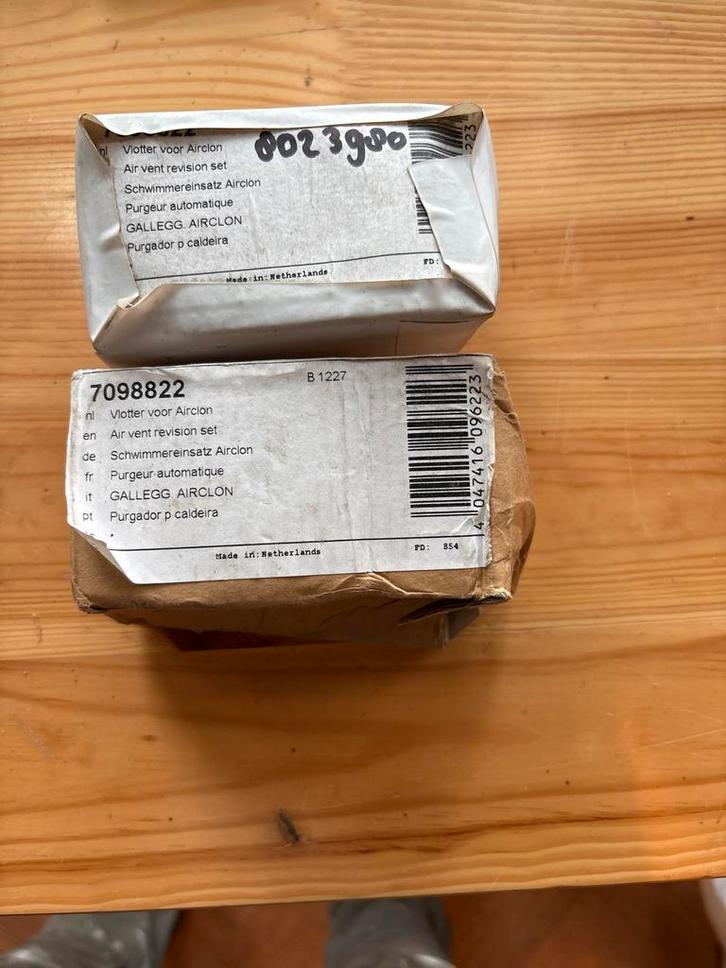 8023980
nl Vlotter voor Airclon
Air vent revision set
Schwimmereinsatz Airclon
Purgeur automatique
GALLEGG. AIRCLON
Purgador p caldeira
223
Made in: Netherlands
FD:
7098822
B 1227
nl Vlotter voor Airclon
en Air vent revision set
de Schwimmereinsatz Airclon
fr Purgeur automatique
it GALLEGG. AIRCLON
pt Purgador p caldeira
4 047416 096223
Made in: Netherlands
FD: 854